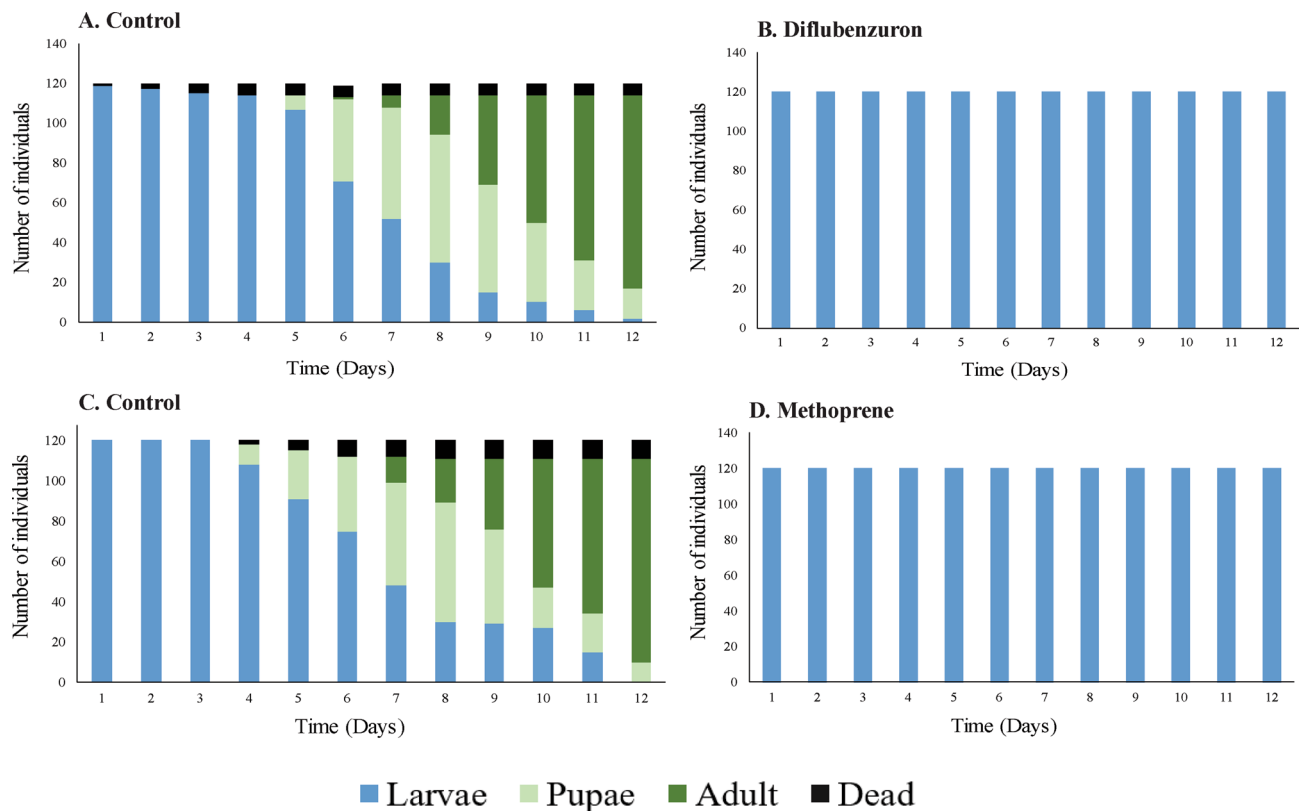 A. Control
140
120
100
80
60
40
20
0
Number of individuals
1 2 3 4 5 6 7 8 9 10 11 12
Time (Days)
B. Diflubenzuron
140
120
100
80
60
40
20
0
Number of individuals
1 2 3 4 5 6 7 8 9 10 11 12
Time (Days)
C. Control
120
100
80
60
40
20
0
Number of individuals
1 2 3 4 5 6 7 8 9 10 11 12
Time (Days)
D. Methoprene
140
120
100
80
60
40
20
0
Number of individuals
1 2 3 4 5 6 7 8 9 10 11 12
Time (Days)
Larvae Pupae Adult Dead